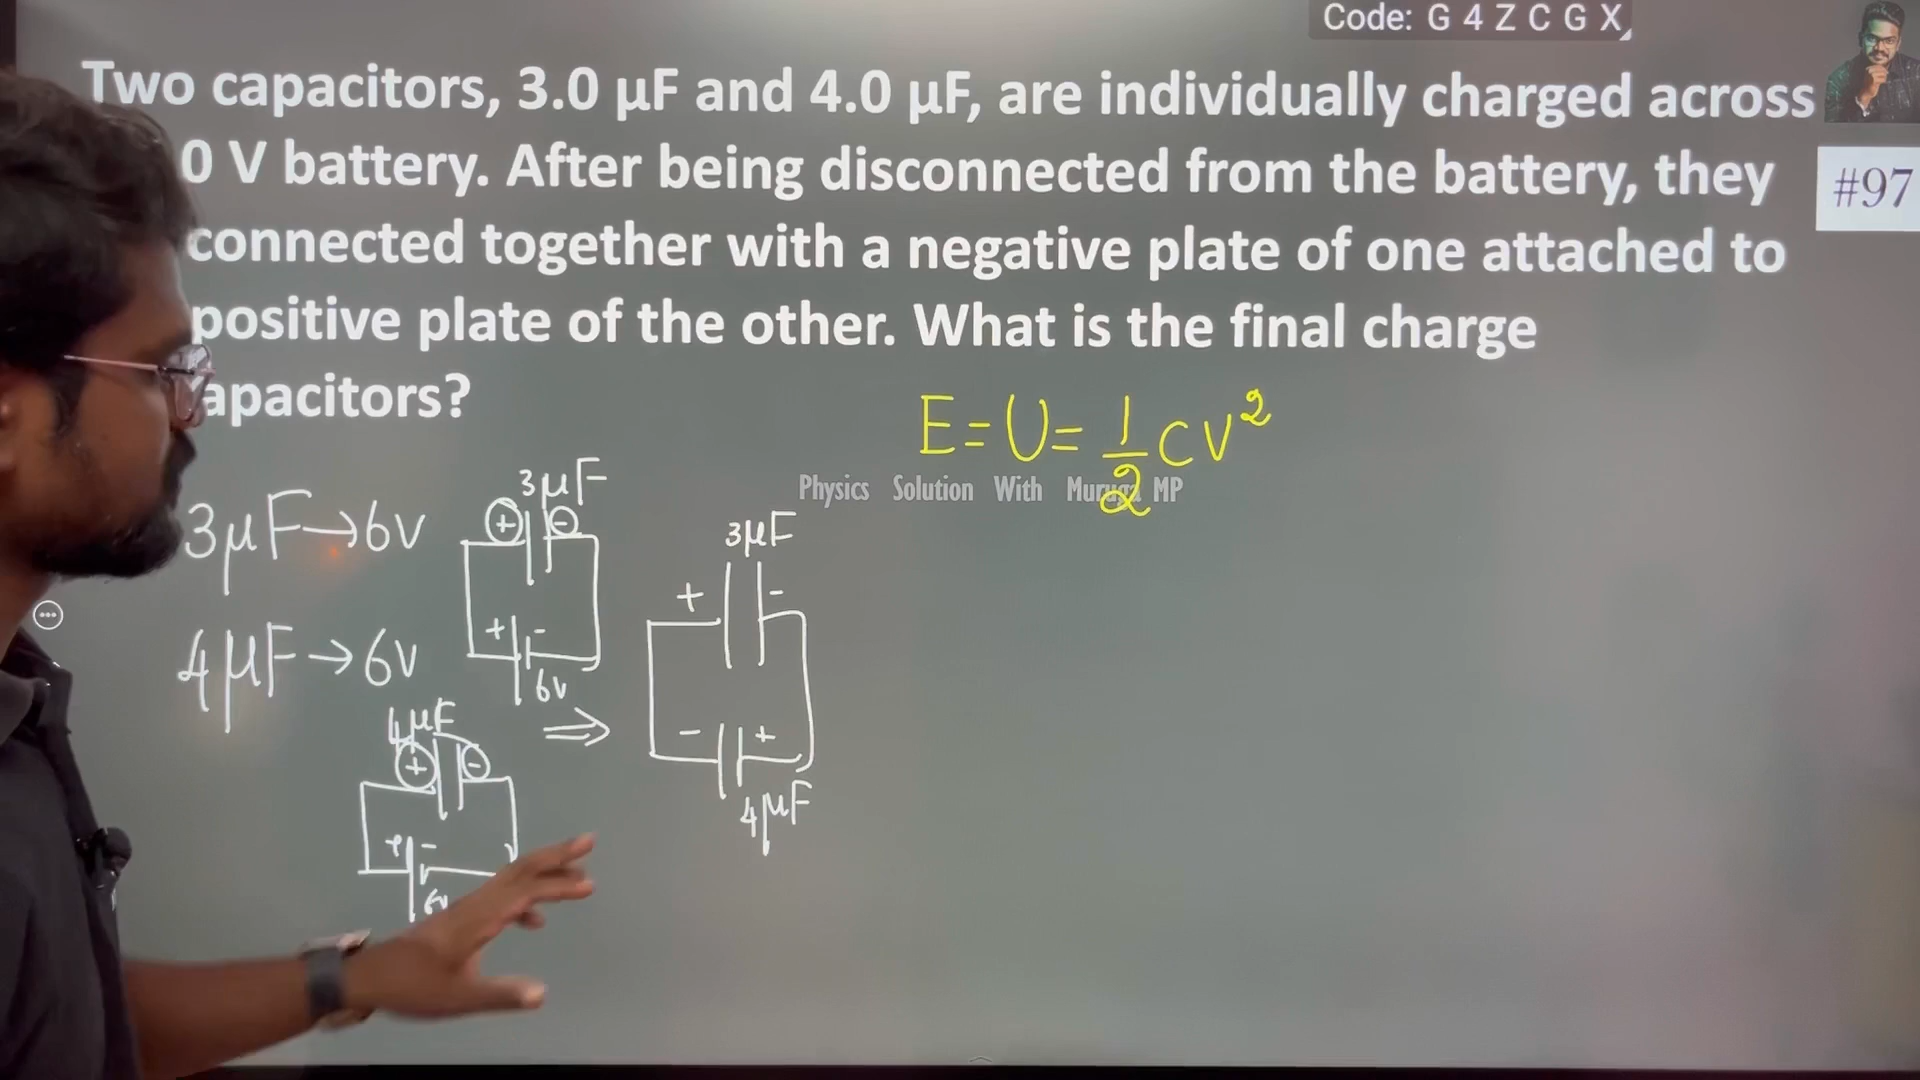 Code: G 4 Z C G X
Two capacitors, 3.0 μF and 4.0 μF, are individually charged across
0 V battery. After being disconnected from the battery, they
#97
connected together with a negative plate of one attached to
positive plate of the other. What is the final charge
apacitors?
E=U=1/2 CV²
Physics Solution With Muruga MP
3μF
+ -
3μF→6v
3μF
+ -
+ -
6v
4μF→6v
4μF
+ -
⇒
- +
4μF
+ -
6v